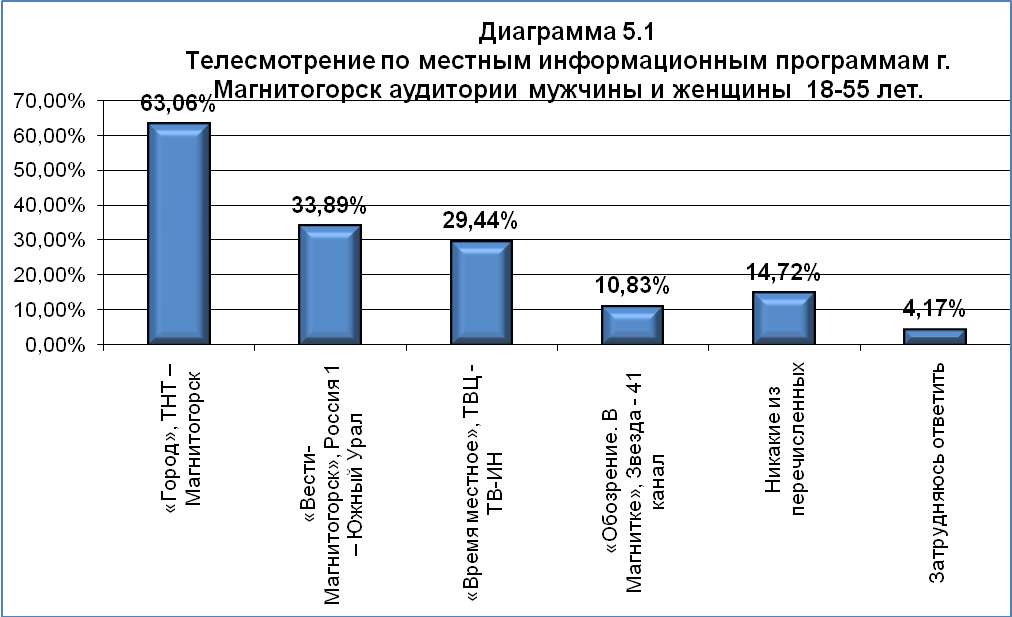 Диаграмма 5.1
Телесмотрение по местным информационным программам г.
Магнитогорск аудитории мужчины и женщины 18-55 лет.
70,00%
60,00%
50,00%
40,00%
30,00%
20,00%
10,00%
0,00%
63,06%
33,89%
29,44%
10,83%
14,72%
4,17%
«Город», ТНТ –
Магнитогорск
«Вести-
Магнитогорск», Россия 1
– Южный Урал
«Время местное», ТВЦ -
ТВ-ИН
«Обозрение. В
Магнитке», Звезда - 41
канал
Никакие из
перечисленных
Затрудняюсь ответить